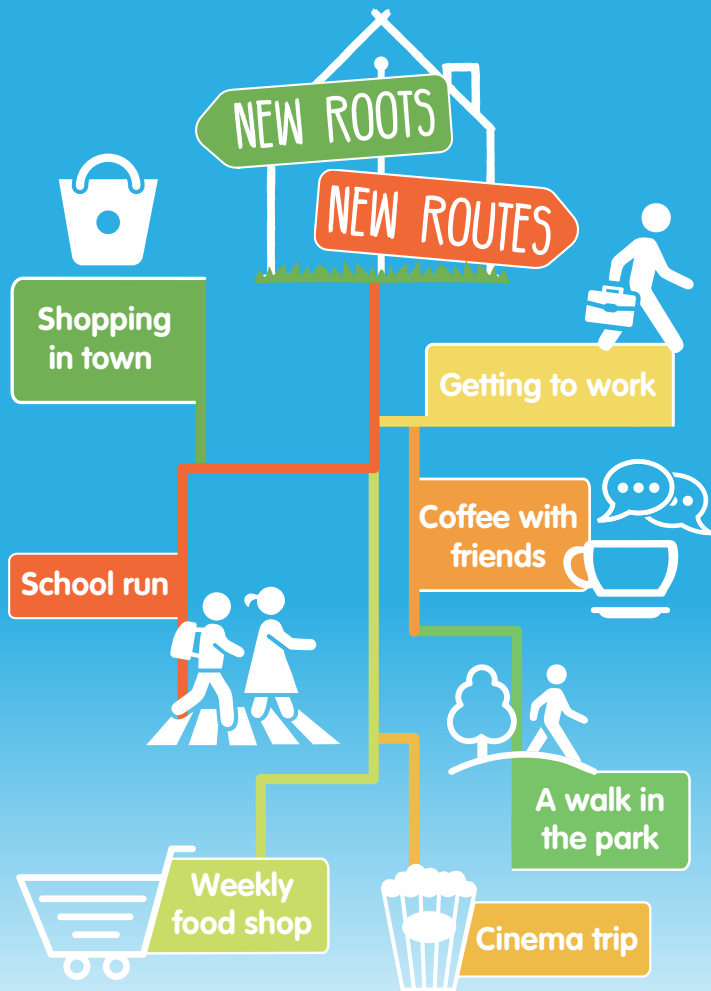 NEW ROOTS
NEW ROUTES
Shopping
in town
Getting to work
Coffee with
friends
School run
A walk in
the park
Weekly
food shop
Cinema trip